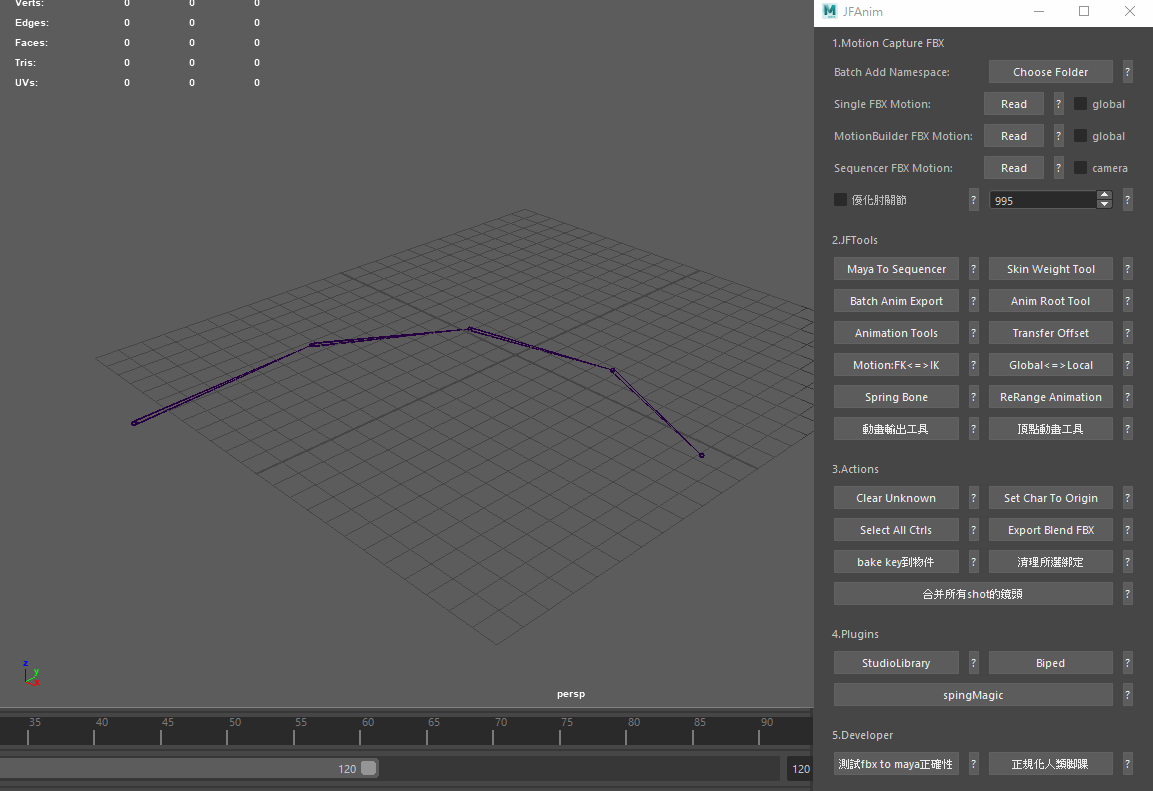 Verts: 0 0 0
Edges: 0 0 0
Faces: 0 0 0
Tris: 0 0 0
UVs: 0 0 0
z
y
x
persp
35 40 45 50 55 60 65 70 75 80 85 90
120
120
M JFAnim
1.Motion Capture FBX
Batch Add Namespace: Choose Folder ?
Single FBX Motion: Read ? global
MotionBuilder FBX Motion: Read ? global
Sequencer FBX Motion: Read ? camera
優化肘關節 ? 995 ?
2.JFTools
Maya To Sequencer ? Skin Weight Tool ?
Batch Anim Export ? Anim Root Tool ?
Animation Tools ? Transfer Offset ?
Motion:FK<=>IK ? Global<=>Local ?
Spring Bone ? ReRange Animation ?
動畫輸出工具 ? 頂點動畫工具 ?
3.Actions
Clear Unknown ? Set Char To Origin ?
Select All Ctrls ? Export Blend FBX ?
bake key到物件 ? 清理所選綁定 ?
合并所有shot的鏡頭 ?
4.Plugins
StudioLibrary ? Biped ?
spingMagic ?
5.Developer
測試fbx to maya正確性 ? 正規化人類腳踝 ?